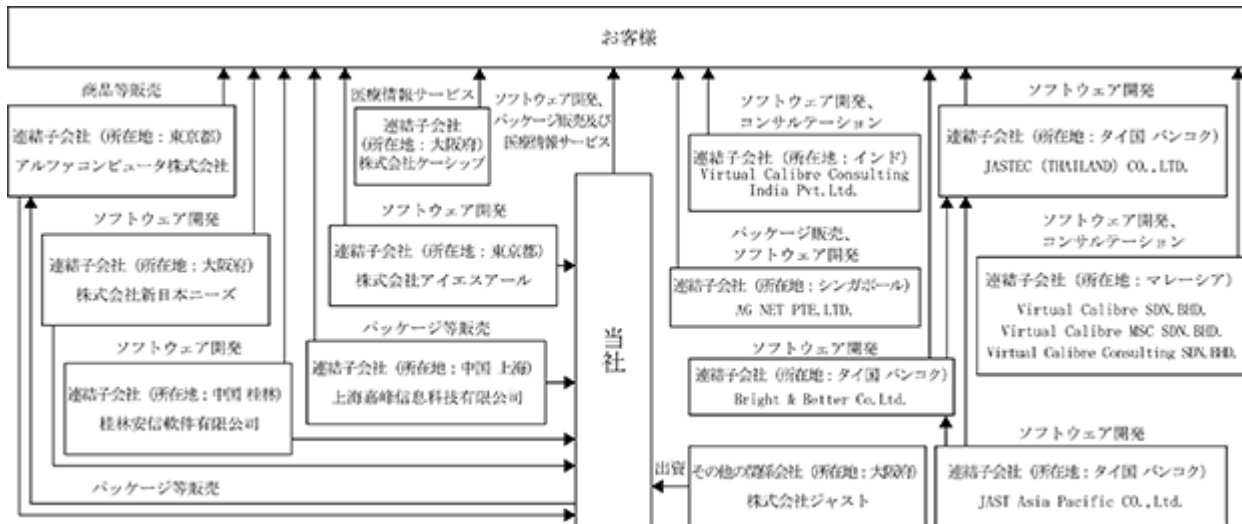 お客様
商品等販売
連結子会社（所在地：東京都）
アルファコンピュータ株式会社
医療情報サービス
連結子会社
（所在地：大阪府）
株式会社ケーシップ
ソフトウェア開発、
パッケージ販売及び
医療情報サービス
ソフトウェア開発、
コンサルテーション
連結子会社（所在地：インド）
Virtual Calibre Consulting
India Pvt.Ltd.
ソフトウェア開発
連結子会社（所在地：タイ国 バンコク）
JASTEC (THAILAND) CO.,LTD.
ソフトウェア開発
連結子会社（所在地：大阪府）
株式会社新日本ニーズ
ソフトウェア開発
連結子会社（所在地：東京都）
株式会社アイエスアール
パッケージ販売、
ソフトウェア開発
連結子会社（所在地：シンガポール）
AG NET PTE.LTD.
ソフトウェア開発、
コンサルテーション
連結子会社（所在地：マレーシア）
Virtual Calibre SDN.BHD.
Virtual Calibre MSC SDN.BHD.
Virtual Calibre Consulting SDN.BHD.
ソフトウェア開発
連結子会社（所在地：中国 桂林）
桂林安信軟件有限公司
パッケージ等販売
連結子会社（所在地：中国 上海）
上海嘉峰信息科技有限公司
当社
ソフトウェア開発
連結子会社（所在地：タイ国 バンコク）
Bright & Better Co.Ltd.
パッケージ等販売
出資
その他の関係会社（所在地：大阪府）
株式会社ジャスト
ソフトウェア開発
連結子会社（所在地：タイ国 バンコク）
JAST Asia Pacific CO.,Ltd.